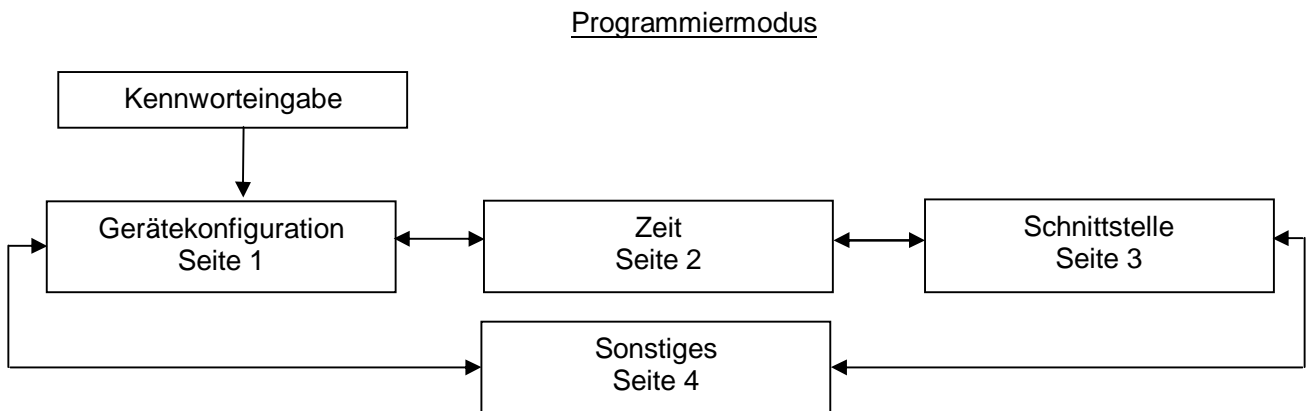 Programmiermodus
Kennworteingabe
Gerätekonfiguration
Seite 1
Zeit
Seite 2
Schnittstelle
Seite 3
Sonstiges
Seite 4